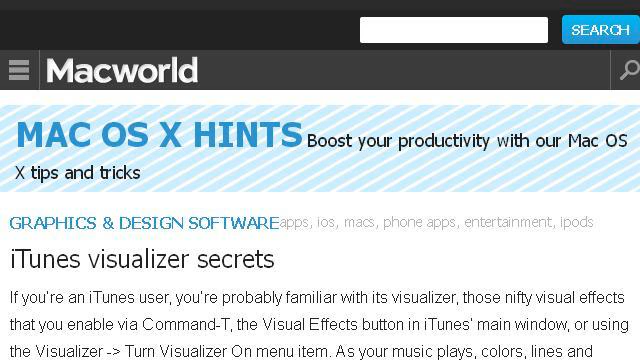 SEARCH
Macworld
MAC OS X HINTS Boost your productivity with our Mac OS
X tips and tricks
GRAPHICS & DESIGN SOFTWARE apps, ios, macs, phone apps, entertainment, ipods
iTunes visualizer secrets
If you're an iTunes user, you're probably familiar with its visualizer, those nifty visual effects
that you enable via Command-T, the Visual Effects button in iTunes' main window, or using
the Visualizer -> Turn Visualizer On menu item. As your music plays, colors, lines and